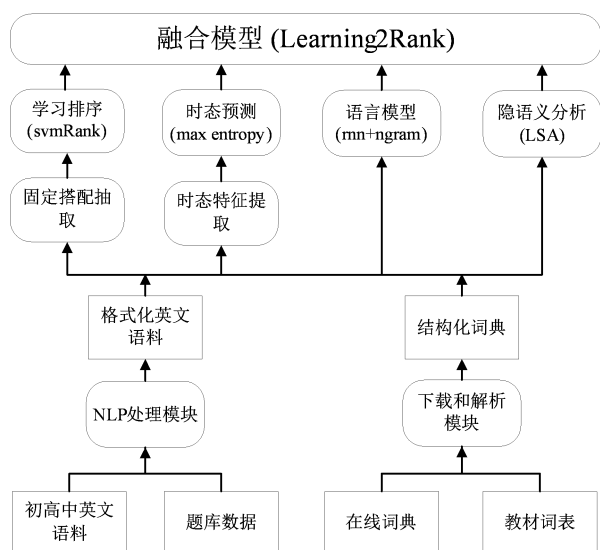 融合模型 (Learning2Rank)
学习排序
(svmRank)
时态预测
(max entropy)
语言模型
(rnn+ngram)
隐语义分析
(LSA)
固定搭配抽
取
时态特征提
取
格式化英文
语料
结构化词典
NLP处理模块
下载和解析
模块
初高中英文
语料
题库数据
在线词典
教材词表